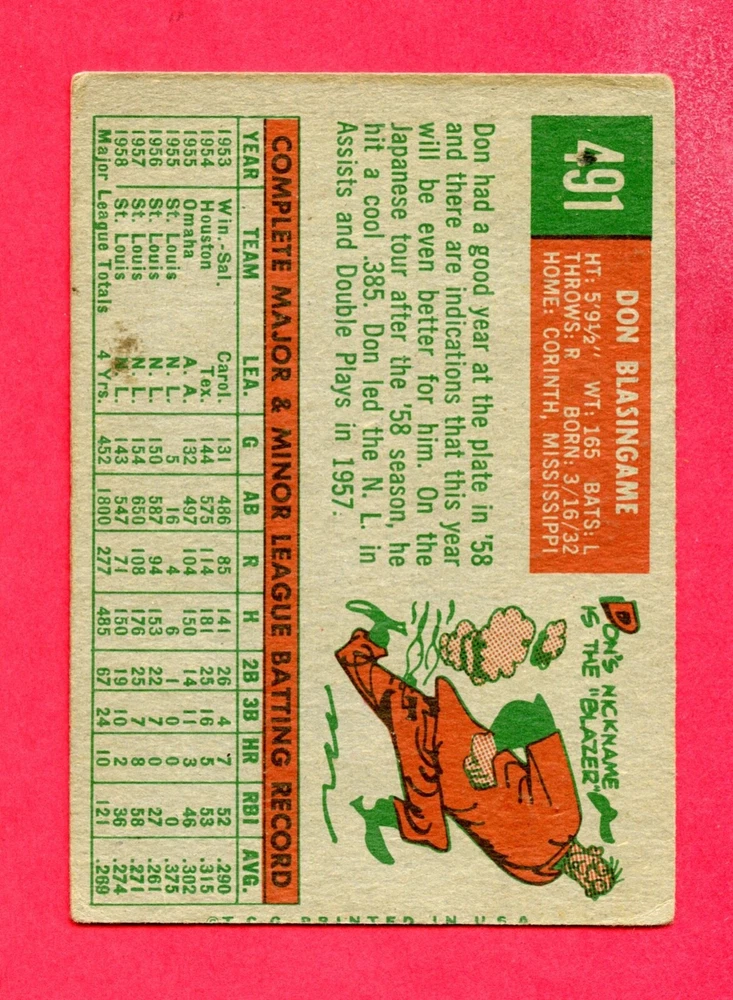 491
DON BLASINGAME
HT: 5'9½" WT: 165 BATS: L
THROWS: R BORN: 3/16/32
HOME: CORINTH, MISSISSIPPI
Don had a good year at the plate in '58
and there are indications that this year
will be even better for him. On the
Japanese tour after the '58 season, he
hit a cool .385. Don led the N. L. in
Assists and Double Plays in 1957.
DON'S NICKNAME
IS THE "BLAZER"
COMPLETE MAJOR & MINOR LEAGUE BATTING RECORD
YEAR TEAM LEA. G AB R H 2B 3B HR RBI AVG.
1953 Win.-Sal. Carol. 131 486 85 141 26 4 7 52 .290
1954 Houston Tex. 144 575 114 181 25 16 5 53 .315
1955 Omaha A. A. 132 497 104 150 14 11 3 46 .302
1955 St. Louis N. L. 5 16 4 6 1 0 0 0 .375
1956 St. Louis N. L. 150 587 94 153 22 7 0 27 .261
1957 St. Louis N. L. 154 650 108 176 25 7 8 58 .271
1958 St. Louis N. L. 143 547 71 150 19 10 2 36 .274
Major League Totals 4 Yrs. 452 1800 277 485 67 24 10 121 .269
©T.C.G. PRINTED IN U.S.A.